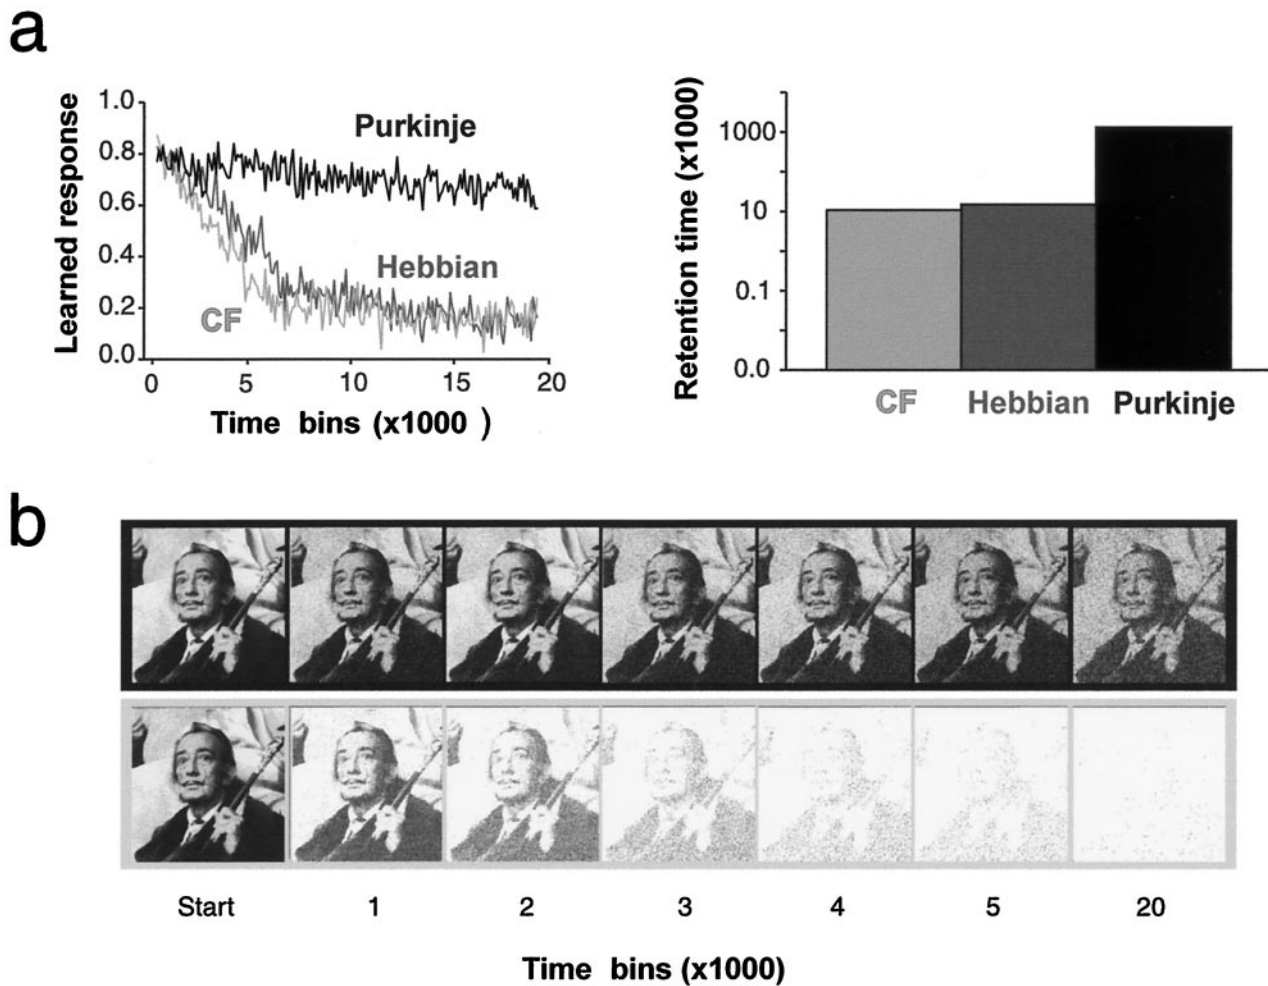 a
Learned response
1.0
0.8
0.6
0.4
0.2
0.0
Purkinje
Hebbian
CF
0 5 10 15 20
Time bins (x1000 )
Retention time (x1000)
1000
10
0.1
0.0
CF Hebbian Purkinje
b
Start 1 2 3 4 5 20
Time bins (x1000)